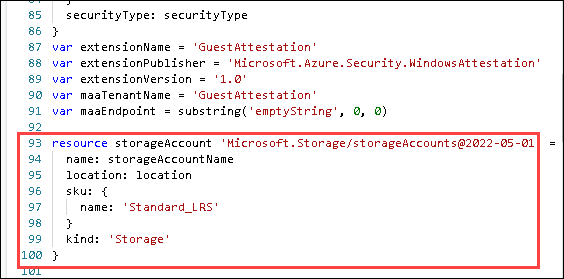 85 securityType: securityType
86 }
87 var extensionName = 'GuestAttestation'
88 var extensionPublisher = 'Microsoft.Azure.Security.WindowsAttestation'
89 var extensionVersion = '1.0'
90 var maaTenantName = 'GuestAttestation'
91 var maaEndpoint = substring('emptyString', 0, 0)
92
93 resource storageAccount 'Microsoft.Storage/storageAccounts@2022-05-01 =
94 name: storageAccountName
95 location: location
96 sku: {
97 name: 'Standard_LRS'
98 }
99 kind: 'Storage'
100 }
101